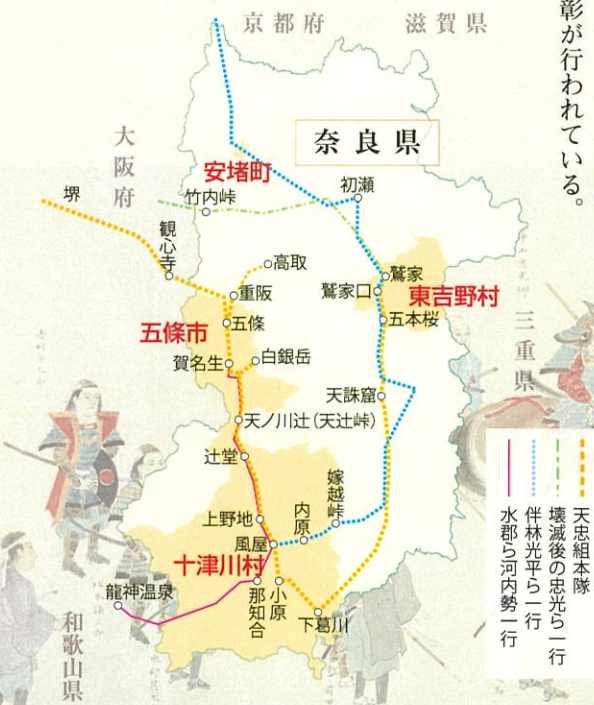 彰が行われている。
京都府
滋賀県
奈良県
大阪府
安堵町
初瀬
竹内峠
堺
観心寺
高取
鷲家
重阪
鷲家口
東吉野村
五條
五本桜
五條市
三重県
賀名生
白銀岳
天誅窟
天ノ川辻（天辻峠）
辻堂
嫁越峠
上野地
内原
風屋
十津川村
龍神温泉
那知合
小原
下葛川
和歌山県
天忠組本隊
壊滅後の忠光ら一行
伴林光平ら一行
水郡ら河内勢一行